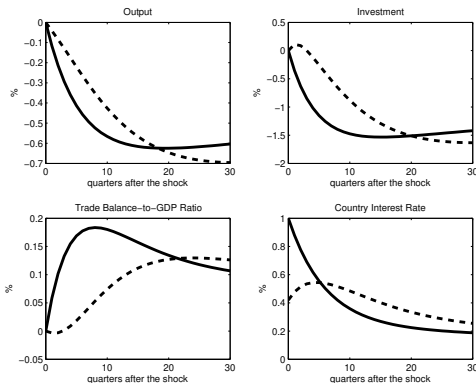 Output
0
−0.1
−0.2
−0.3
−0.4
−0.5
−0.6
−0.7
%
0 10 20 30
quarters after the shock
Investment
0.5
0
−0.5
−1
−1.5
−2
%
0 10 20 30
quarters after the shock
Trade Balance−to−GDP Ratio
0.2
0.15
0.1
0.05
0
−0.05
%
0 10 20 30
quarters after the shock
Country Interest Rate
1
0.8
0.6
0.4
0.2
0
%
0 10 20 30
quarters after the shock